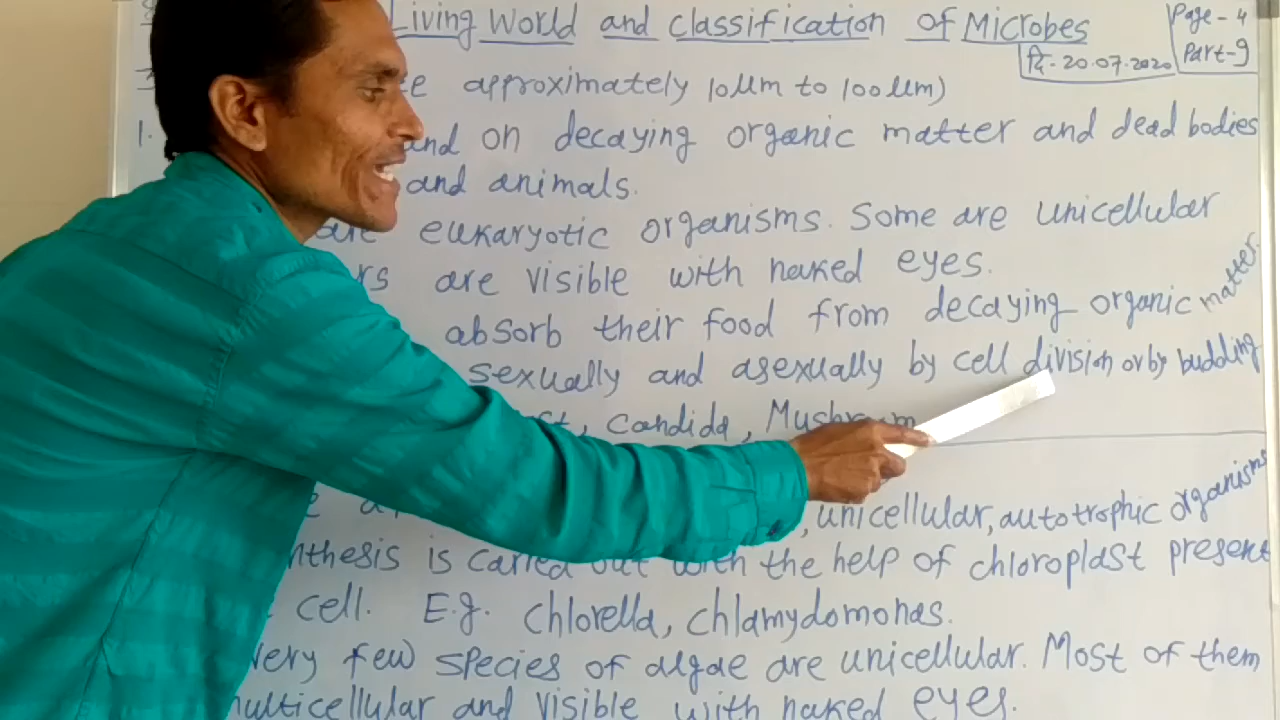 Living World and classification of Microbes
Page - 4
Part-9
Dt. 20.07.2020
approximately 10 µm to 100 µm)
1. and on decaying organic matter and dead bodies
and animals.
are eukaryotic organisms. Some are unicellular
are visible with naked eyes.
absorb their food from decaying organic matter.
sexually and asexually by cell division or by budding
, Candida, Mushroom
, unicellular, autotrophic organisms
nthesis is carried out with the help of chloroplast present
cell. E.g. chlorella, chlamydomonas.
very few species of algae are unicellular. Most of them
multicellular and visible with naked eyes.